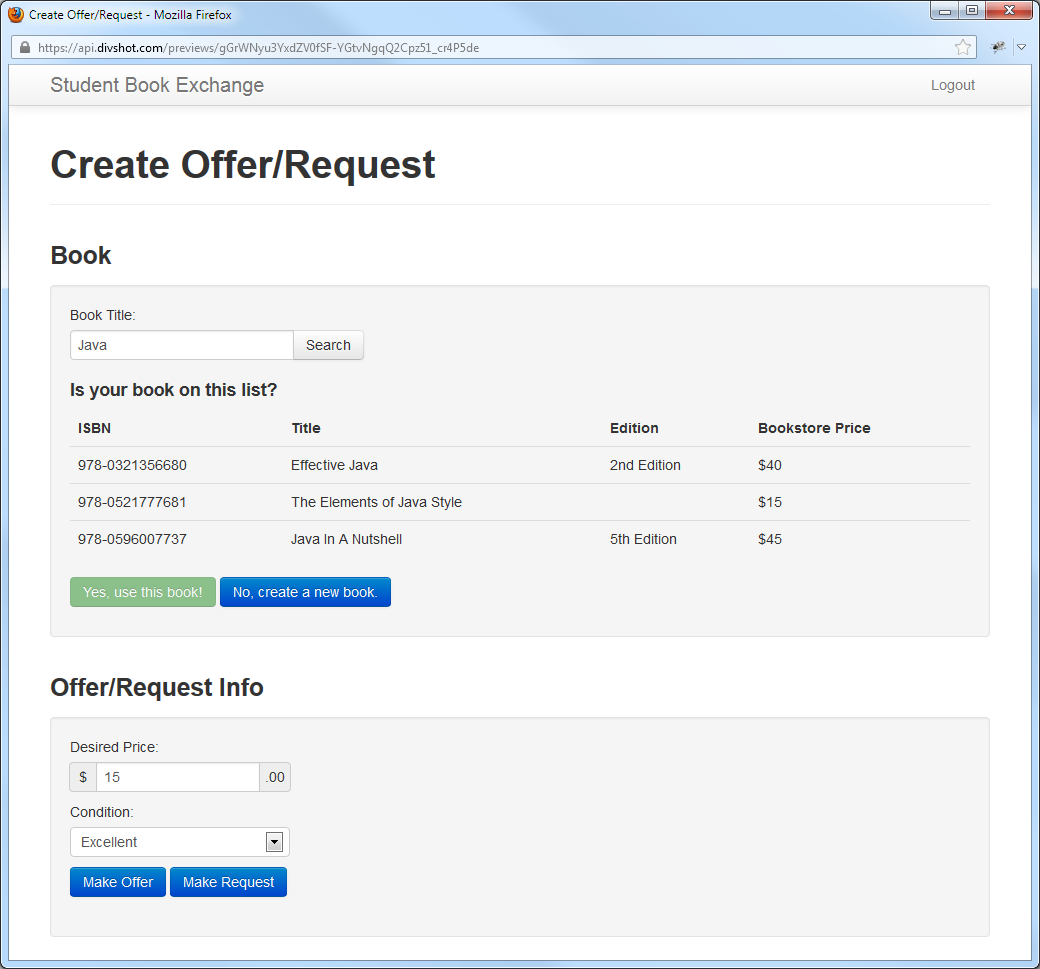 Create Offer/Request - Mozilla Firefox
https://api.divshot.com/previews/gGrWNyu3YxdZV0fSF-YGtvNgqQ2Cpz51_cr4P5de
Student Book Exchange Logout
Create Offer/Request
Book
Book Title:
Java Search
Is your book on this list?
ISBN Title Edition Bookstore Price
978-0321356680 Effective Java 2nd Edition $40
978-0521777681 The Elements of Java Style $15
978-0596007737 Java In A Nutshell 5th Edition $45
Yes, use this book! No, create a new book.
Offer/Request Info
Desired Price:
$ 15 .00
Condition:
Excellent
Make Offer Make Request